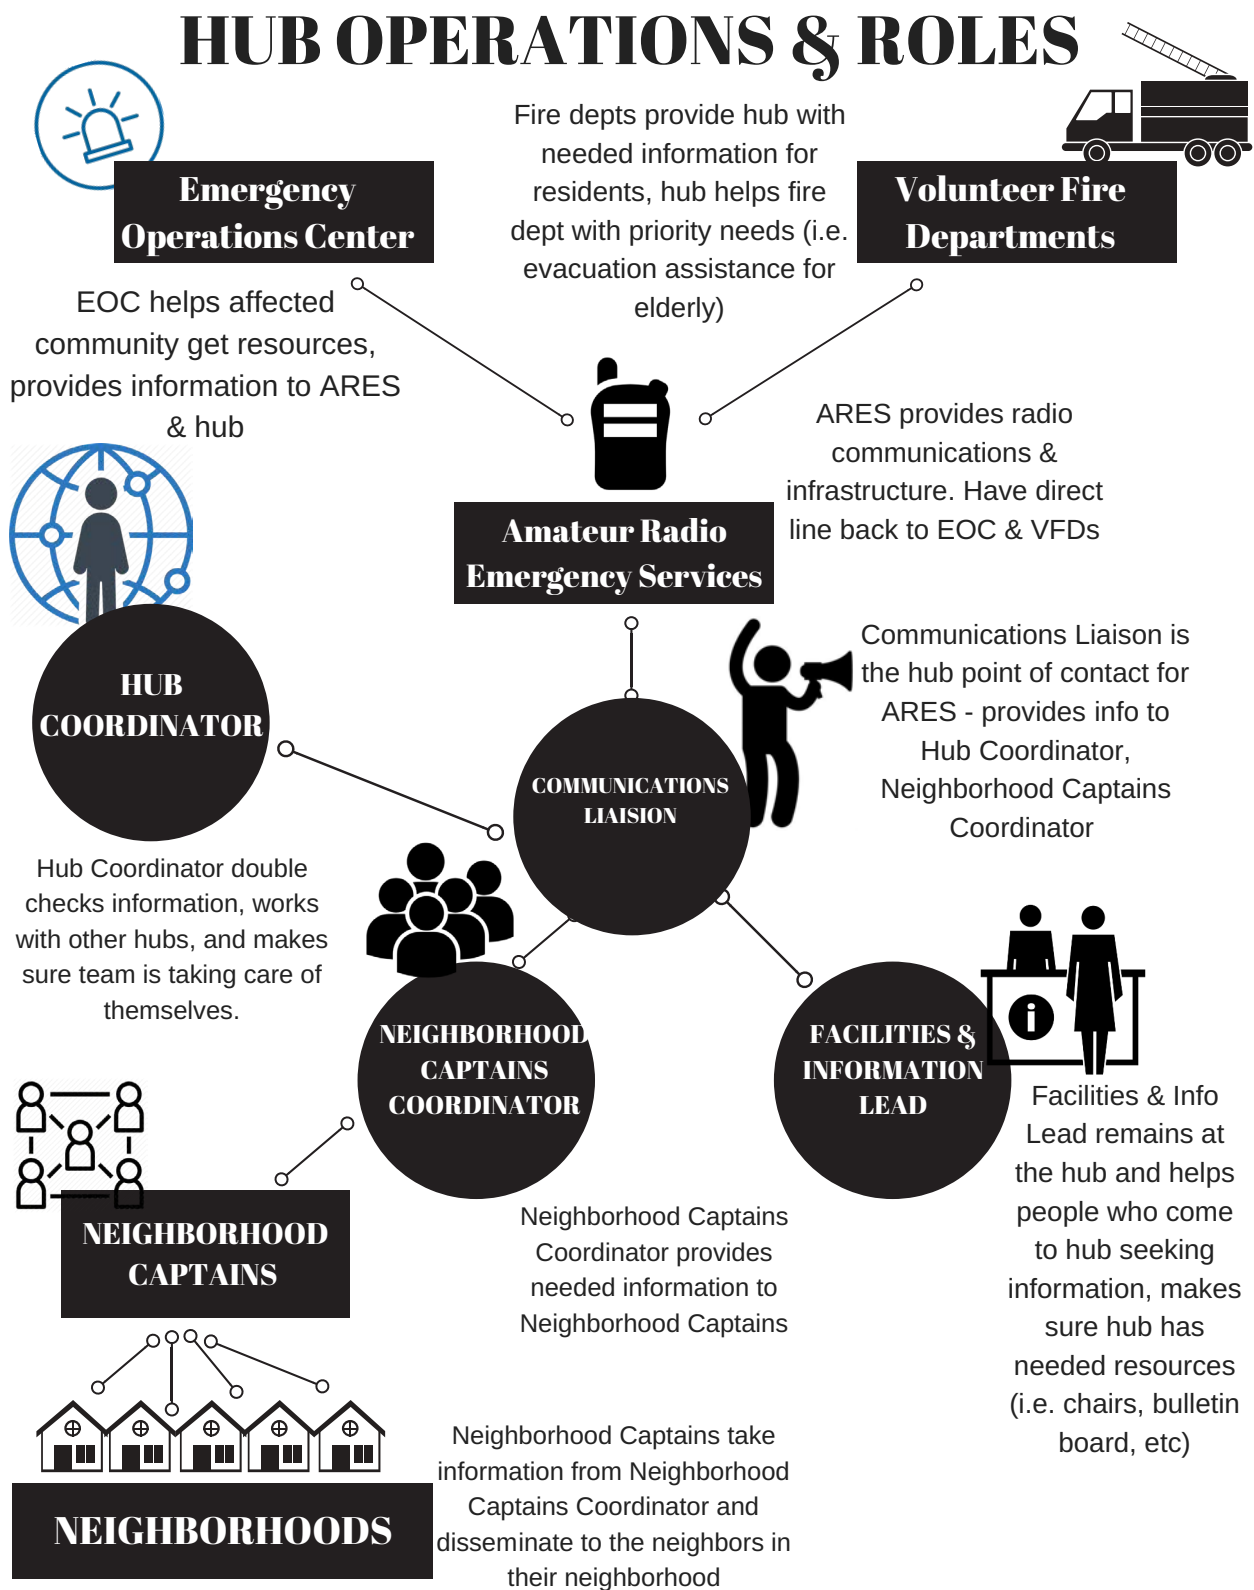 HUB OPERATIONS & ROLES
Emergency
Operations Center
Fire depts provide hub with
needed information for
residents, hub helps fire
dept with priority needs (i.e.
evacuation assistance for
elderly)
Volunteer Fire
Departments
EOC helps affected
community get resources,
provides information to ARES
& hub
ARES provides radio
communications &
infrastructure. Have direct
line back to EOC & VFDs
Amateur Radio
Emergency Services
HUB
COORDINATOR
Communications Liaison is
the hub point of contact for
ARES - provides info to
Hub Coordinator,
Neighborhood Captains
Coordinator
COMMUNICATIONS
LIAISION
Hub Coordinator double
checks information, works
with other hubs, and makes
sure team is taking care of
themselves.
NEIGHBORHOOD
CAPTAINS
COORDINATOR
FACILITIES &
INFORMATION
LEAD
i
Facilities & Info
Lead remains at
the hub and helps
people who come
to hub seeking
information, makes
sure hub has
needed resources
(i.e. chairs, bulletin
board, etc)
NEIGHBORHOOD
CAPTAINS
Neighborhood Captains
Coordinator provides
needed information to
Neighborhood Captains
Neighborhood Captains take
information from Neighborhood
Captains Coordinator and
disseminate to the neighbors in
their neighborhood
NEIGHBORHOODS